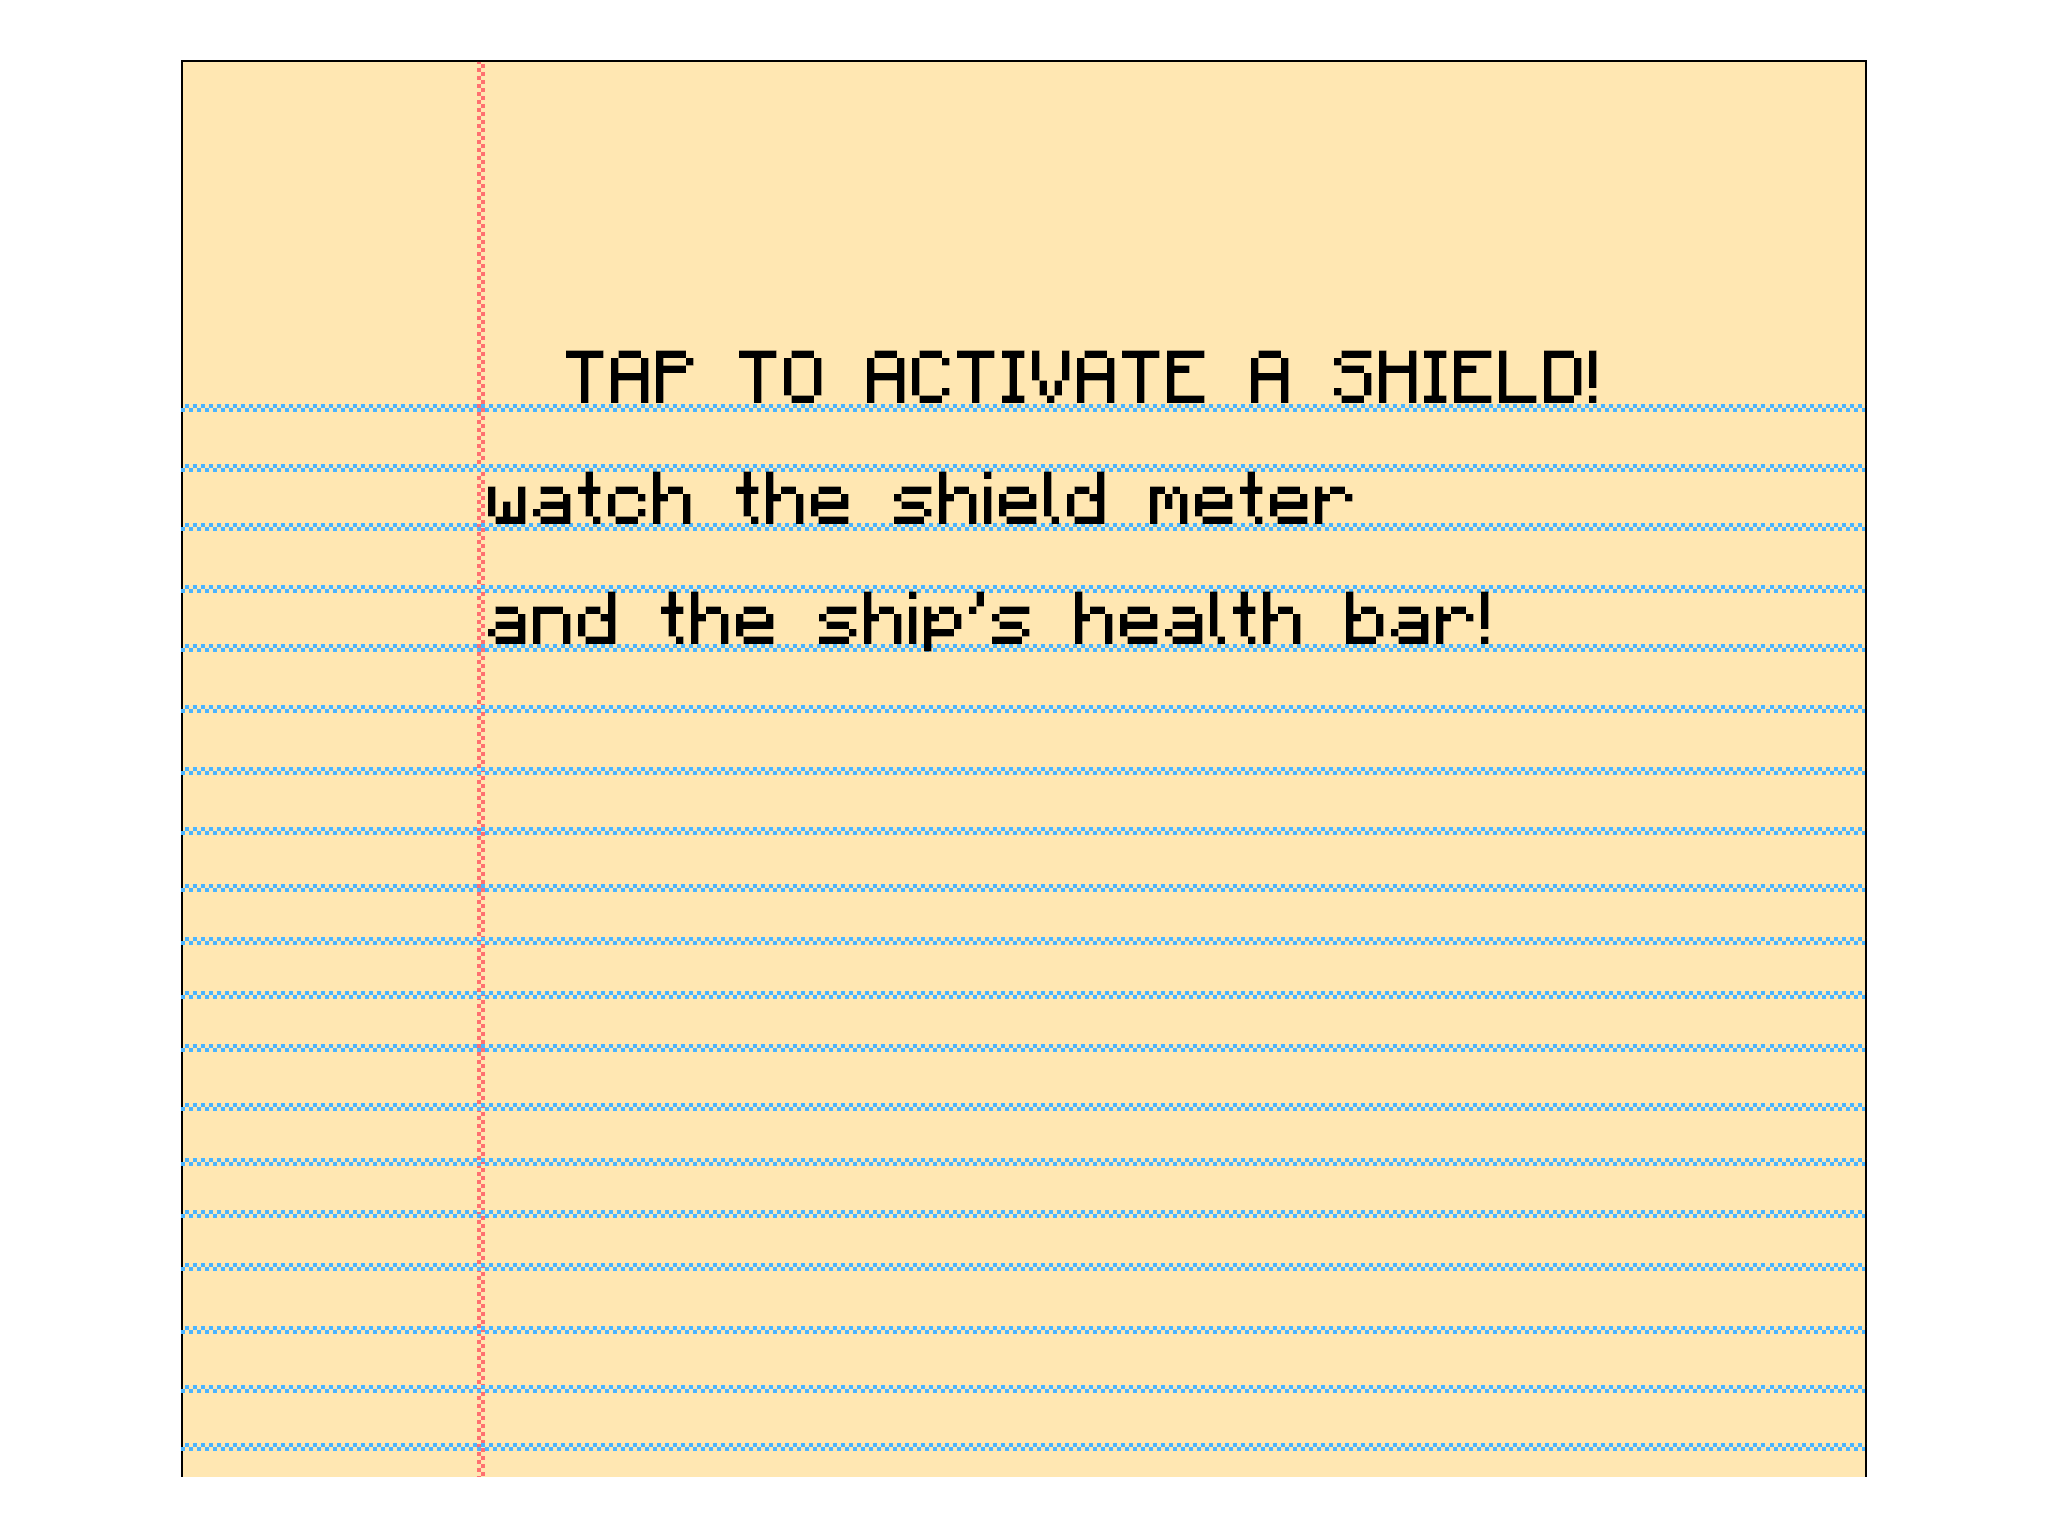 TAP TO ACTIVATE A SHIELD!
watch the shield meter
and the ship's health bar!